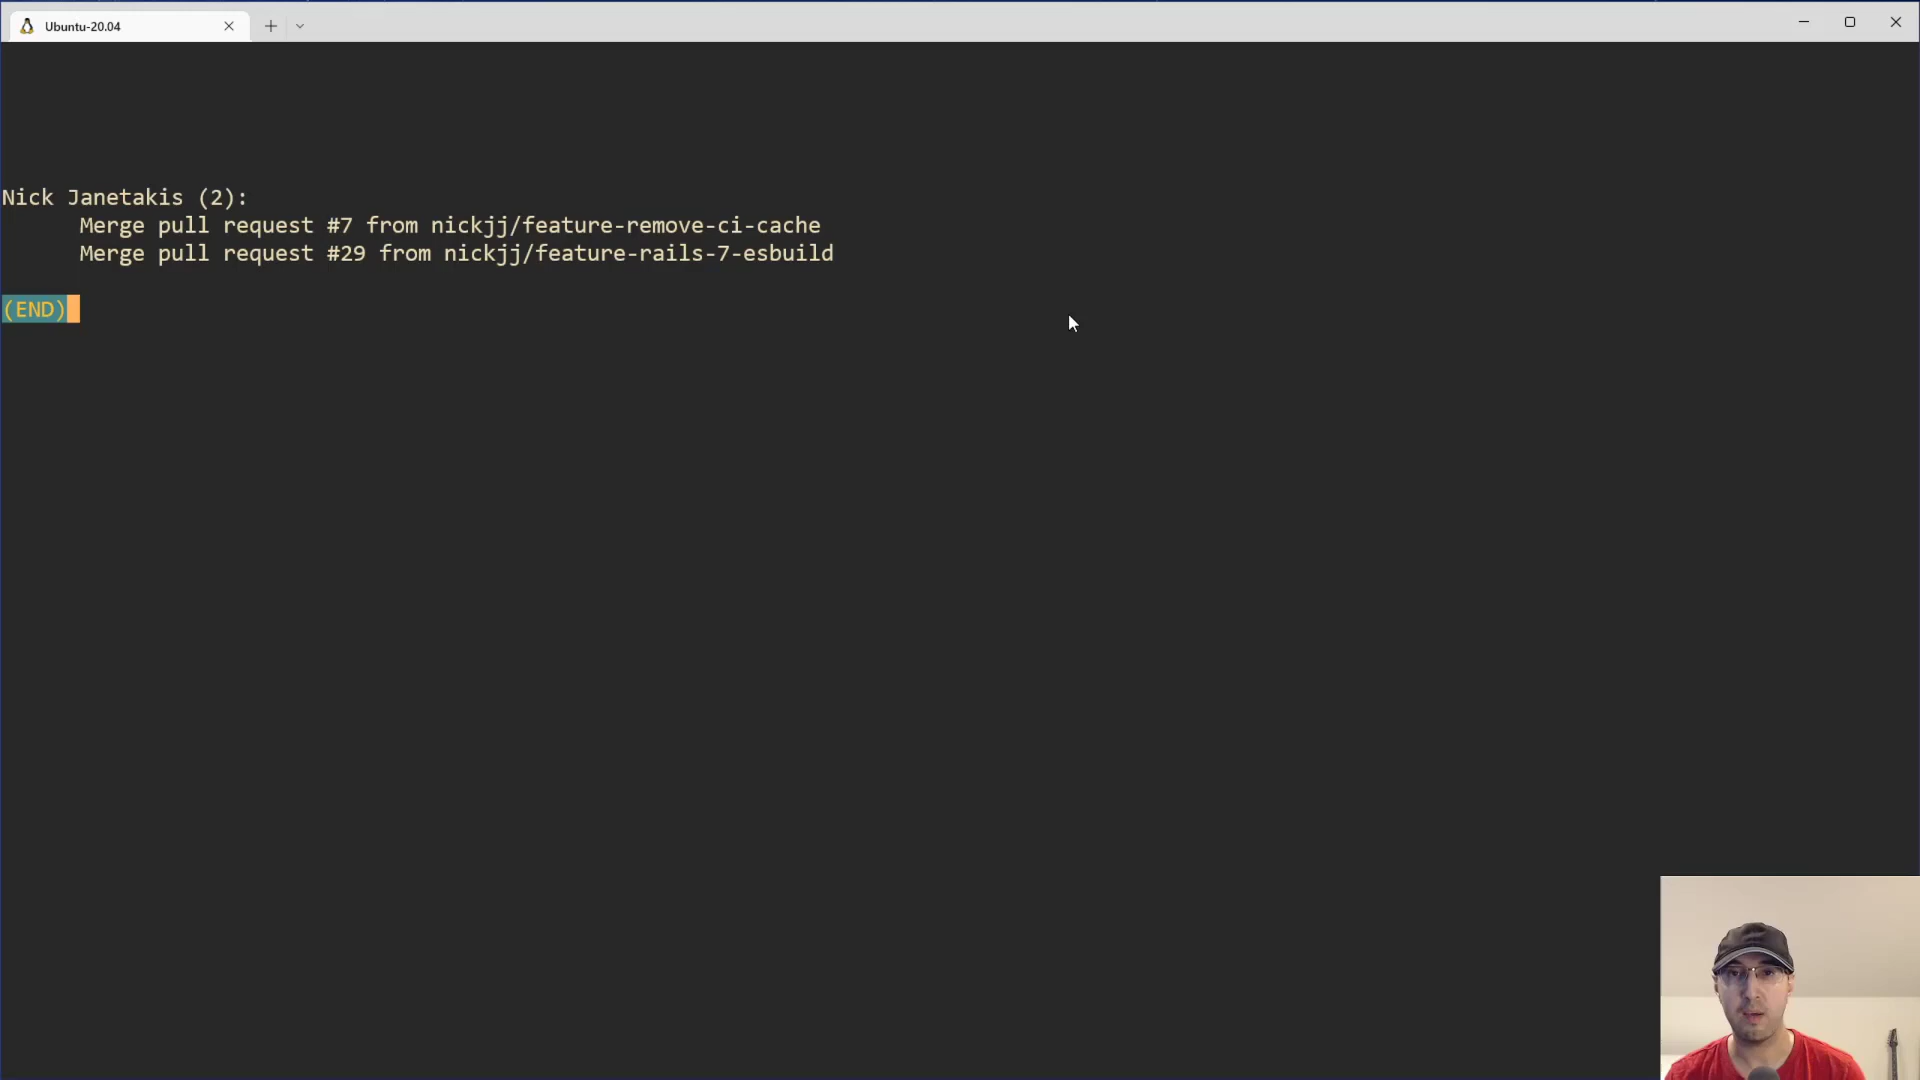 Ubuntu-20.04
Nick Janetakis (2):
Merge pull request #7 from nickjj/feature-remove-ci-cache
Merge pull request #29 from nickjj/feature-rails-7-esbuild
(END)